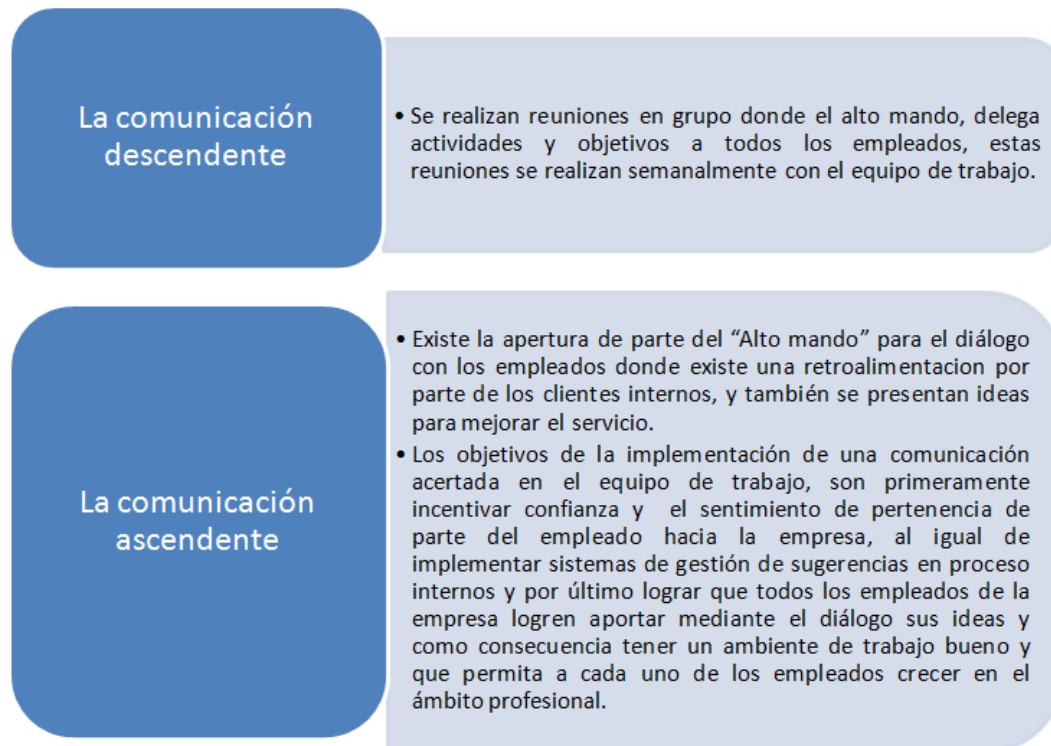 La comunicación
descendente
• Se realizan reuniones en grupo donde el alto mando, delega
actividades y objetivos a todos los empleados, estas
reuniones se realizan semanalmente con el equipo de trabajo.
La comunicación
ascendente
• Existe la apertura de parte del “Alto mando” para el diálogo
con los empleados donde existe una retroalimentacion por
parte de los clientes internos, y también se presentan ideas
para mejorar el servicio.
• Los objetivos de la implementación de una comunicación
acertada en el equipo de trabajo, son primeramente
incentivar confianza y el sentimiento de pertenencia de
parte del empleado hacia la empresa, al igual de
implementar sistemas de gestión de sugerencias en proceso
internos y por último lograr que todos los empleados de la
empresa logren aportar mediante el diálogo sus ideas y
como consecuencia tener un ambiente de trabajo bueno y
que permita a cada uno de los empleados crecer en el
ámbito profesional.